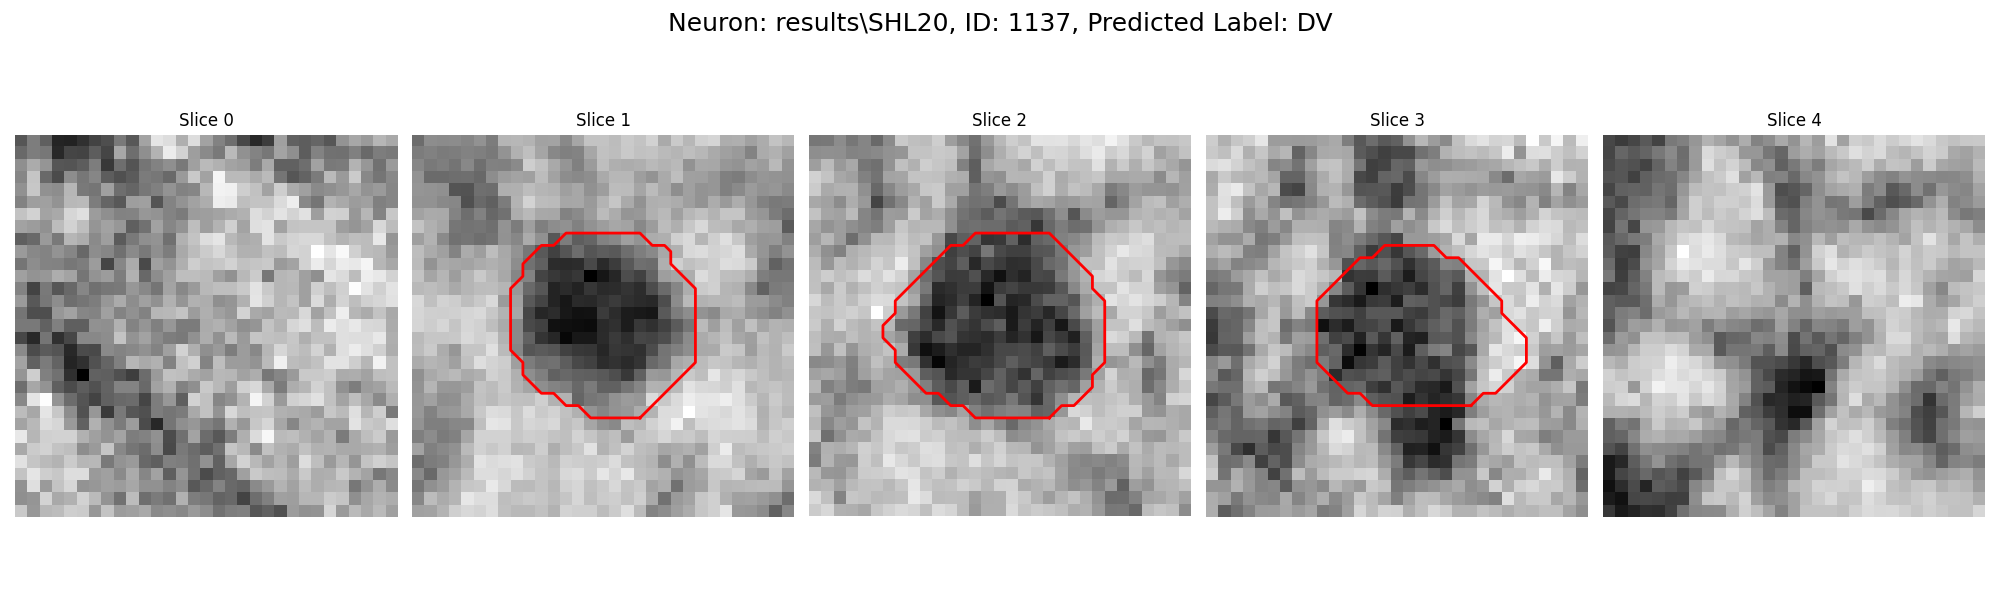 Neuron: results\SHL20, ID: 1137, Predicted Label: DV
Slice 0
Slice 1
Slice 2
Slice 3
Slice 4